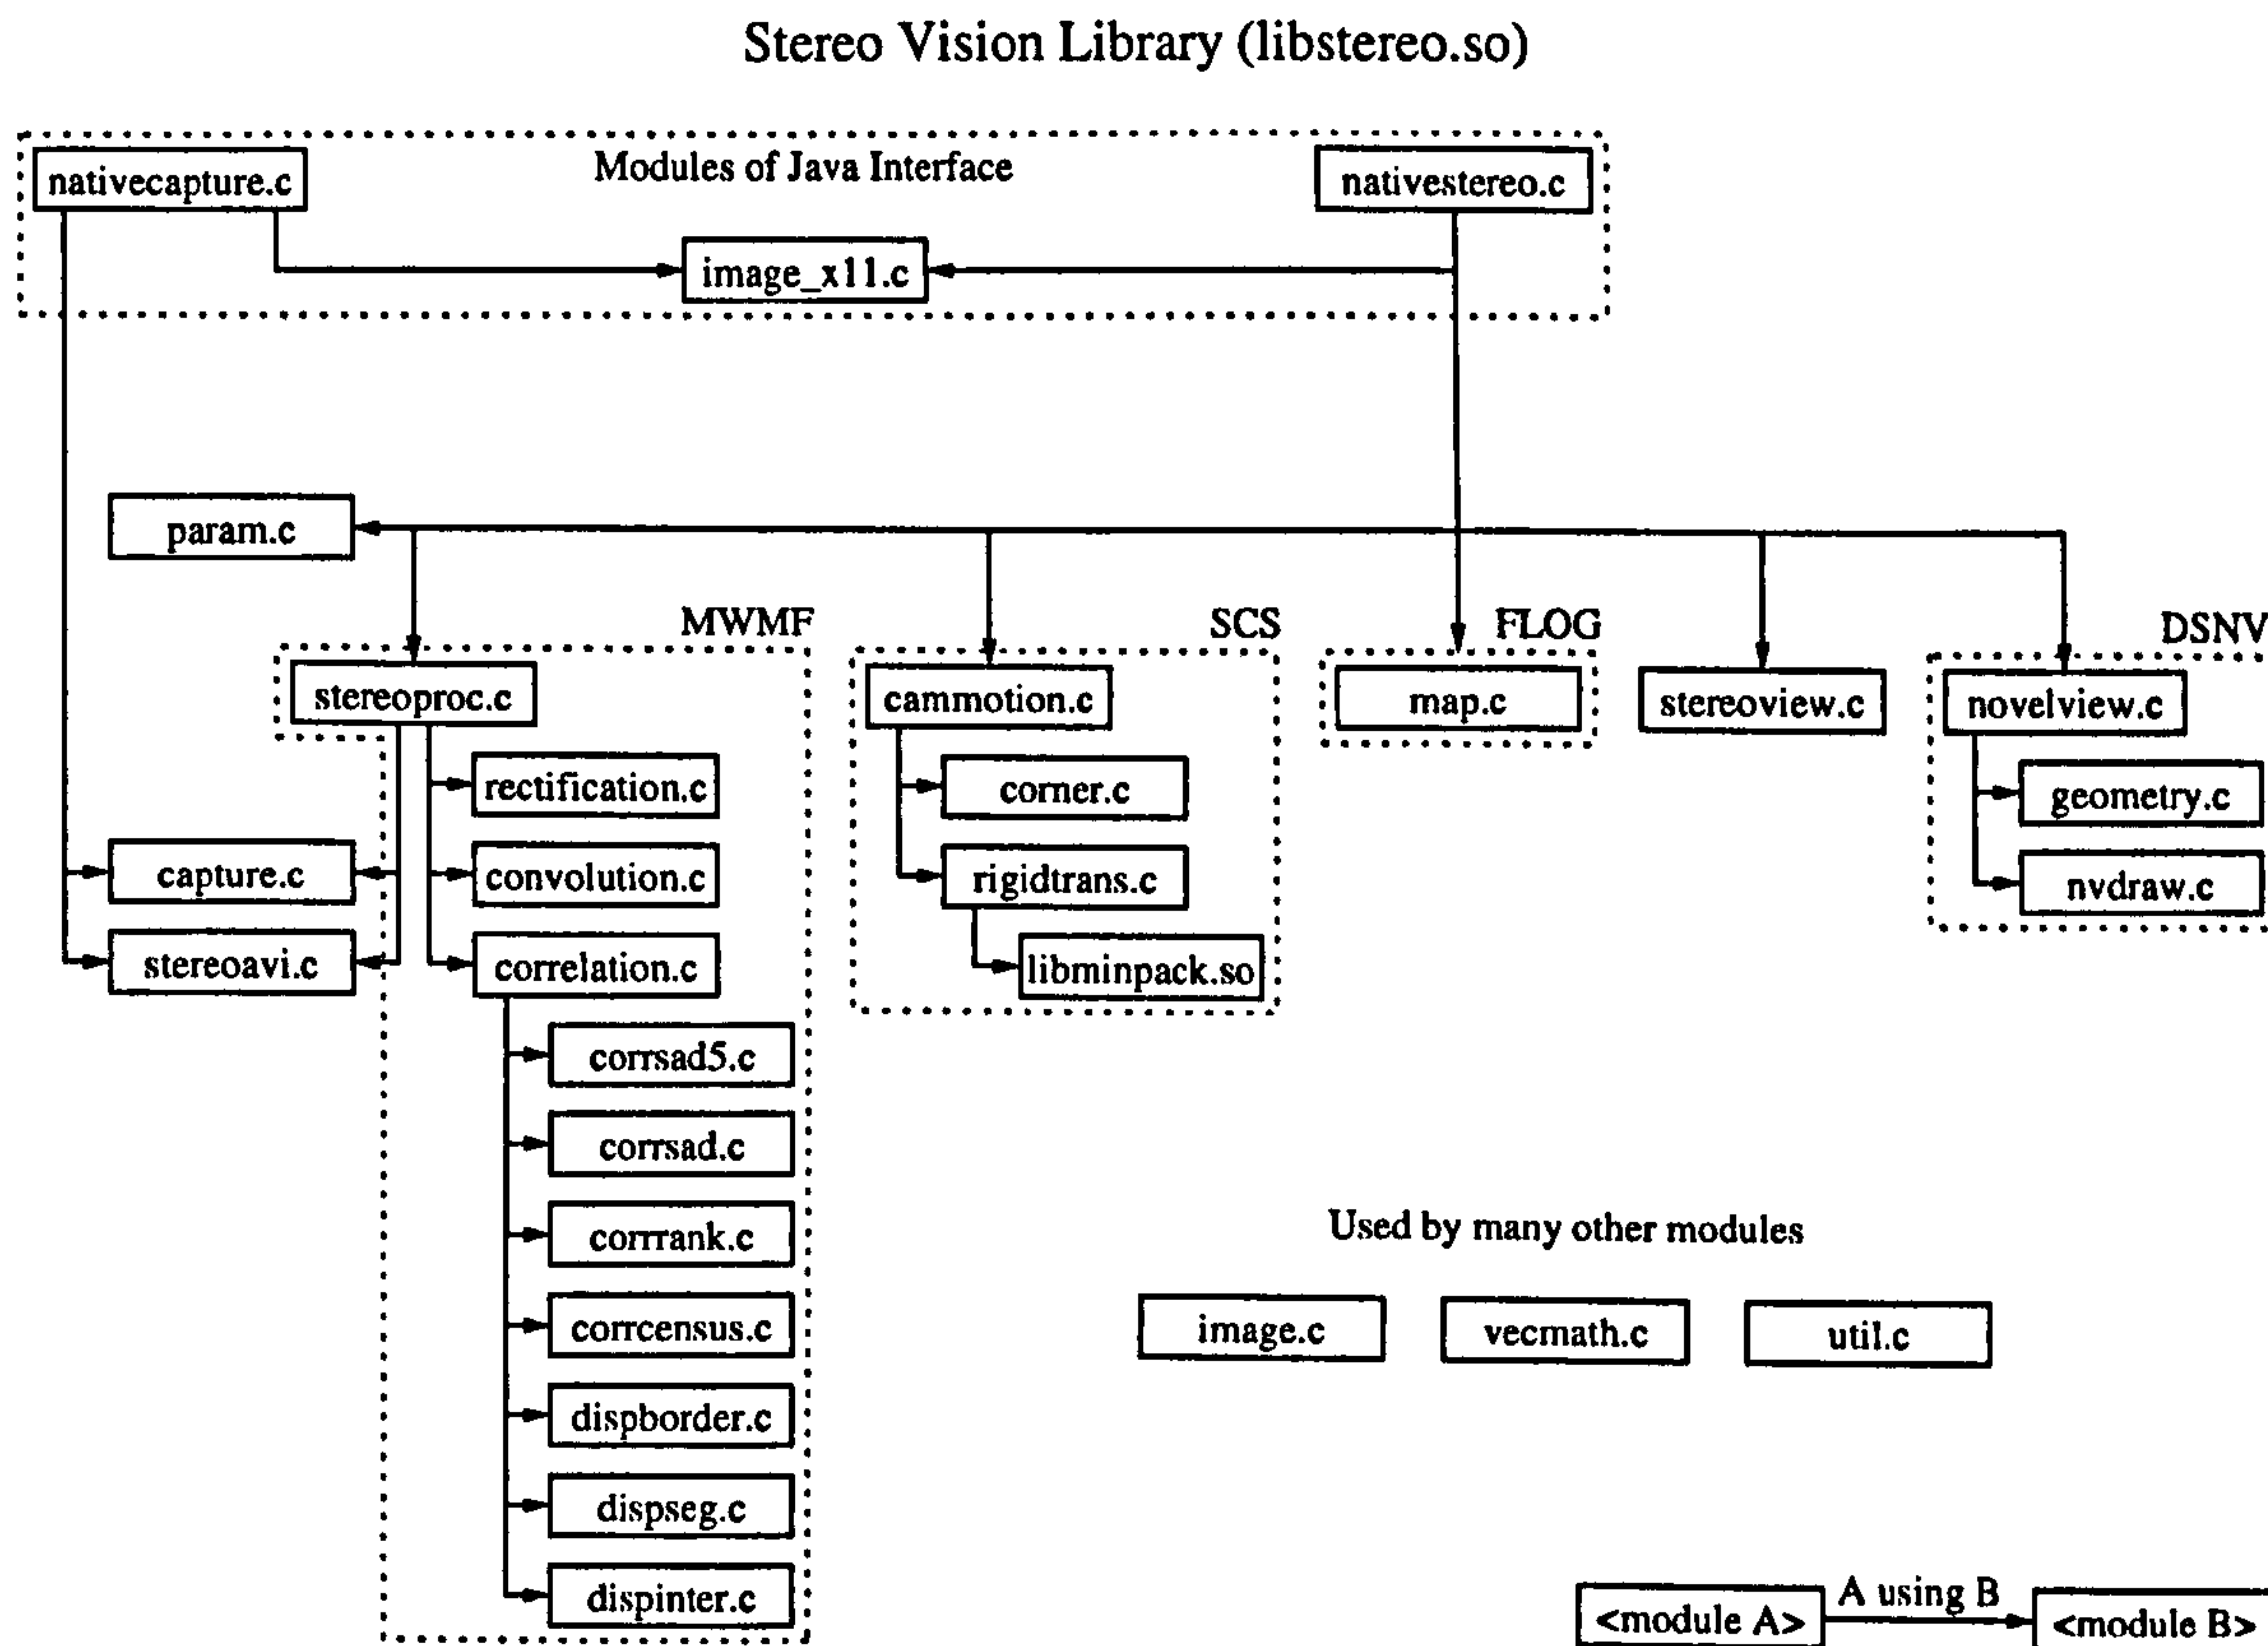 Stereo Vision Library (libstereo.so)
nativecapture.c
Modules of Java Interface
nativestereo.c
image_x11.c
param.c
MWMF
SCS
FLOG
DSNV
stereoproc.c
cammotion.c
map.c
stereoview.c
novelview.c
rectification.c
corner.c
geometry.c
capture.c
convolution.c
rigidtrans.c
nvdraw.c
stereoavi.c
correlation.c
libminpack.so
corrsad5.c
corrsad.c
corrrank.c
corrcensus.c
dispborder.c
dispseg.c
dispinter.c
Used by many other modules
image.c
vecmath.c
util.c
<module A>
A using B
<module B>